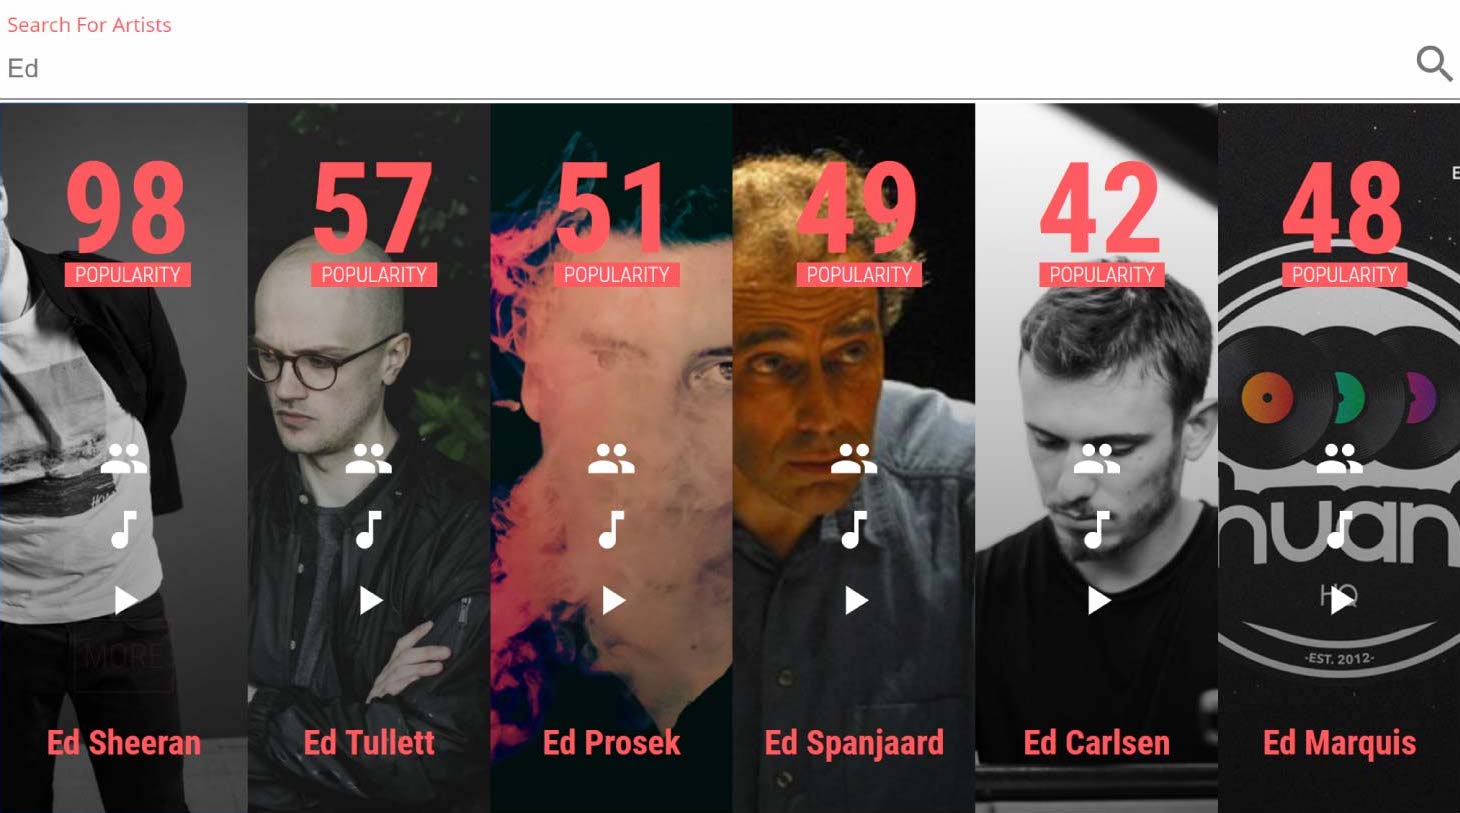 Search For Artists
Ed
98
POPULARITY
57
POPULARITY
51
POPULARITY
49
POPULARITY
42
POPULARITY
48
POPULARITY
MORE
HQ
-EST. 2012-
Ed Sheeran
Ed Tullett
Ed Prosek
Ed Spanjaard
Ed Carlsen
Ed Marquis